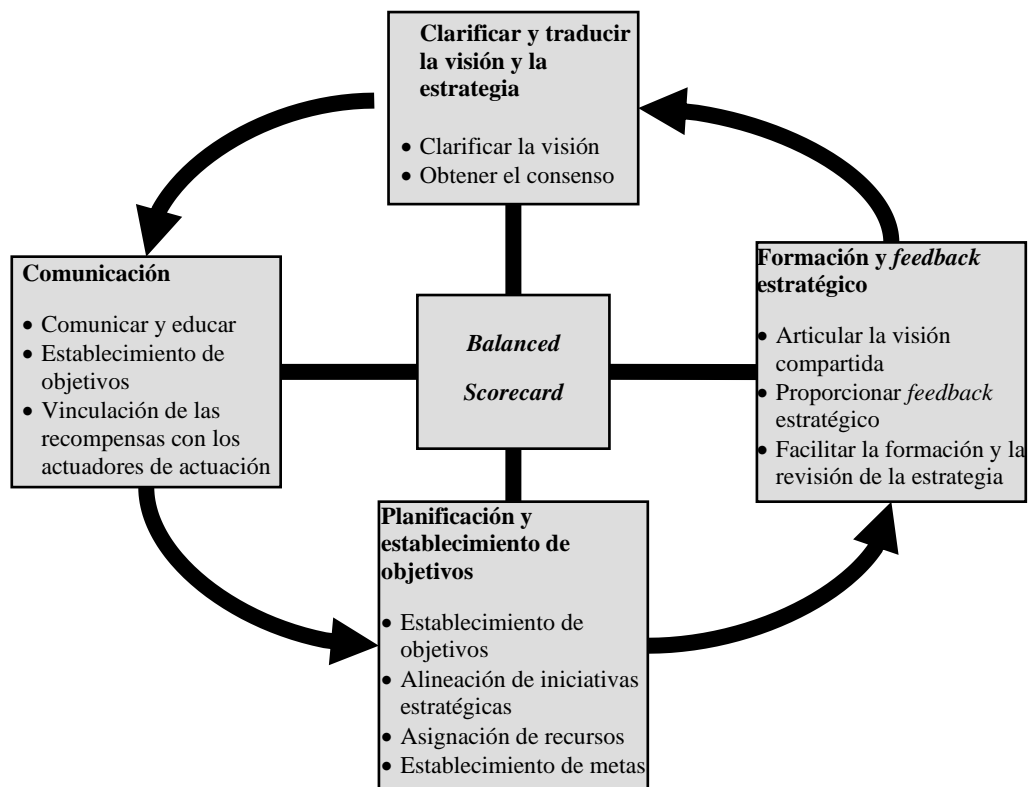 Clarificar y traducir
la visión y la
estrategia
• Clarificar la visión
• Obtener el consenso
Comunicación
• Comunicar y educar
• Establecimiento de
objetivos
• Vinculación de las
recompensas con los
actuadores de actuación
Balanced
Scorecard
Formación y feedback
estratégico
• Articular la visión
compartida
• Proporcionar feedback
estratégico
• Facilitar la formación y la
revisión de la estrategia
Planificación y
establecimiento de
objetivos
• Establecimiento de
objetivos
• Alineación de iniciativas
estratégicas
• Asignación de recursos
• Establecimiento de metas